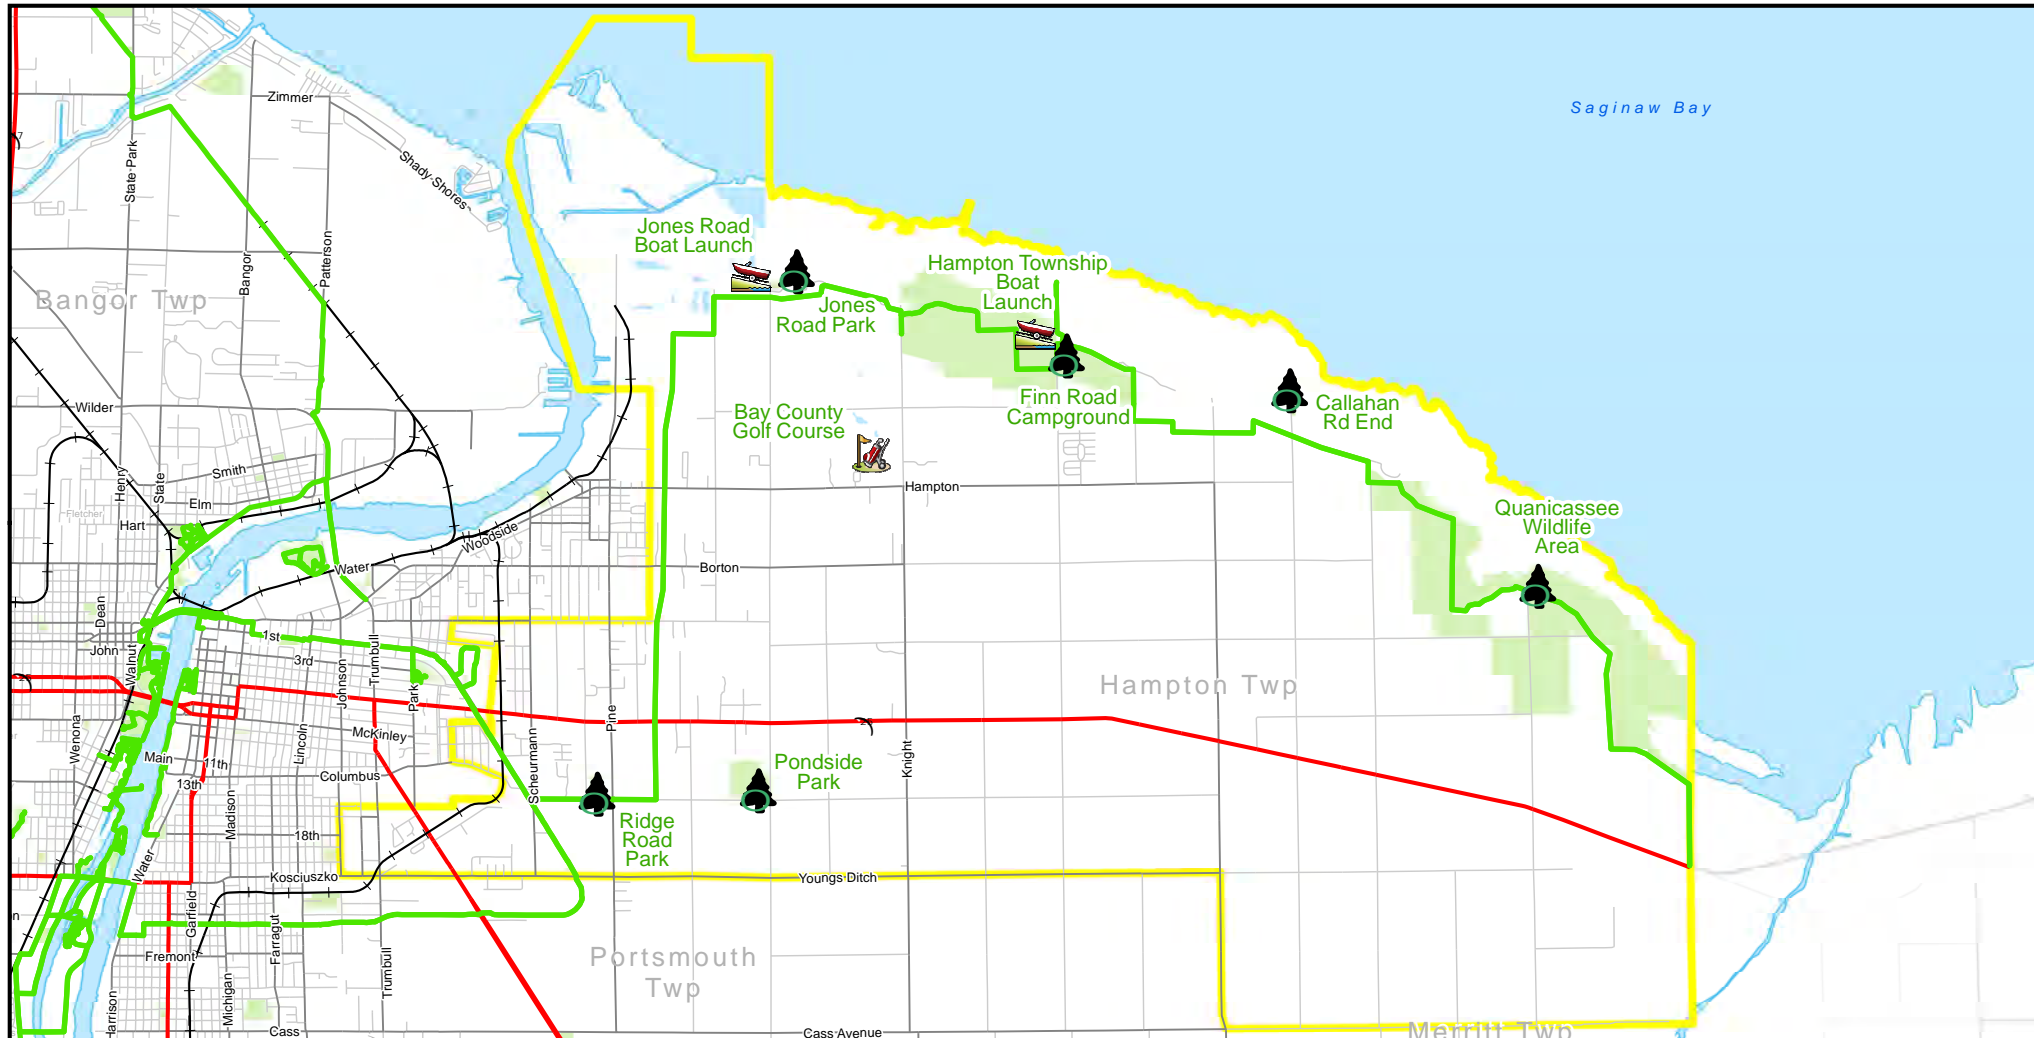 Zimmer
Saginaw Bay
State Park
Shady Shores
Jones Road
Boat Launch
Patterson
Bangor
Hampton Township
Boat
Launch
Bangor Twp
Jones
Road Park
Wilder
Bay County
Golf Course
Finn Road
Campground
Callahan
Rd End
Henry
State
Smith
Elm
Fletcher
Hart
Hampton
Quanicassee
Wildlife
Area
Woodside
Water
Borton
Dean
John
Walnut
1st
3rd
Johnson
Trumbull
Park
Hampton Twp
25
25
Wenona
Main
11th
13th
Lincoln
McKinley
Columbus
Pine
Scheurmann
Knight
Pondside
Park
Madison
18th
Ridge
Road
Park
Water
Kosciuszko
Youngs Ditch
Garfield
Farragut
Fremont
Trumbull
Portsmouth
Twp
Harrison
Michigan
Cass
Cass Avenue
Merritt Twp